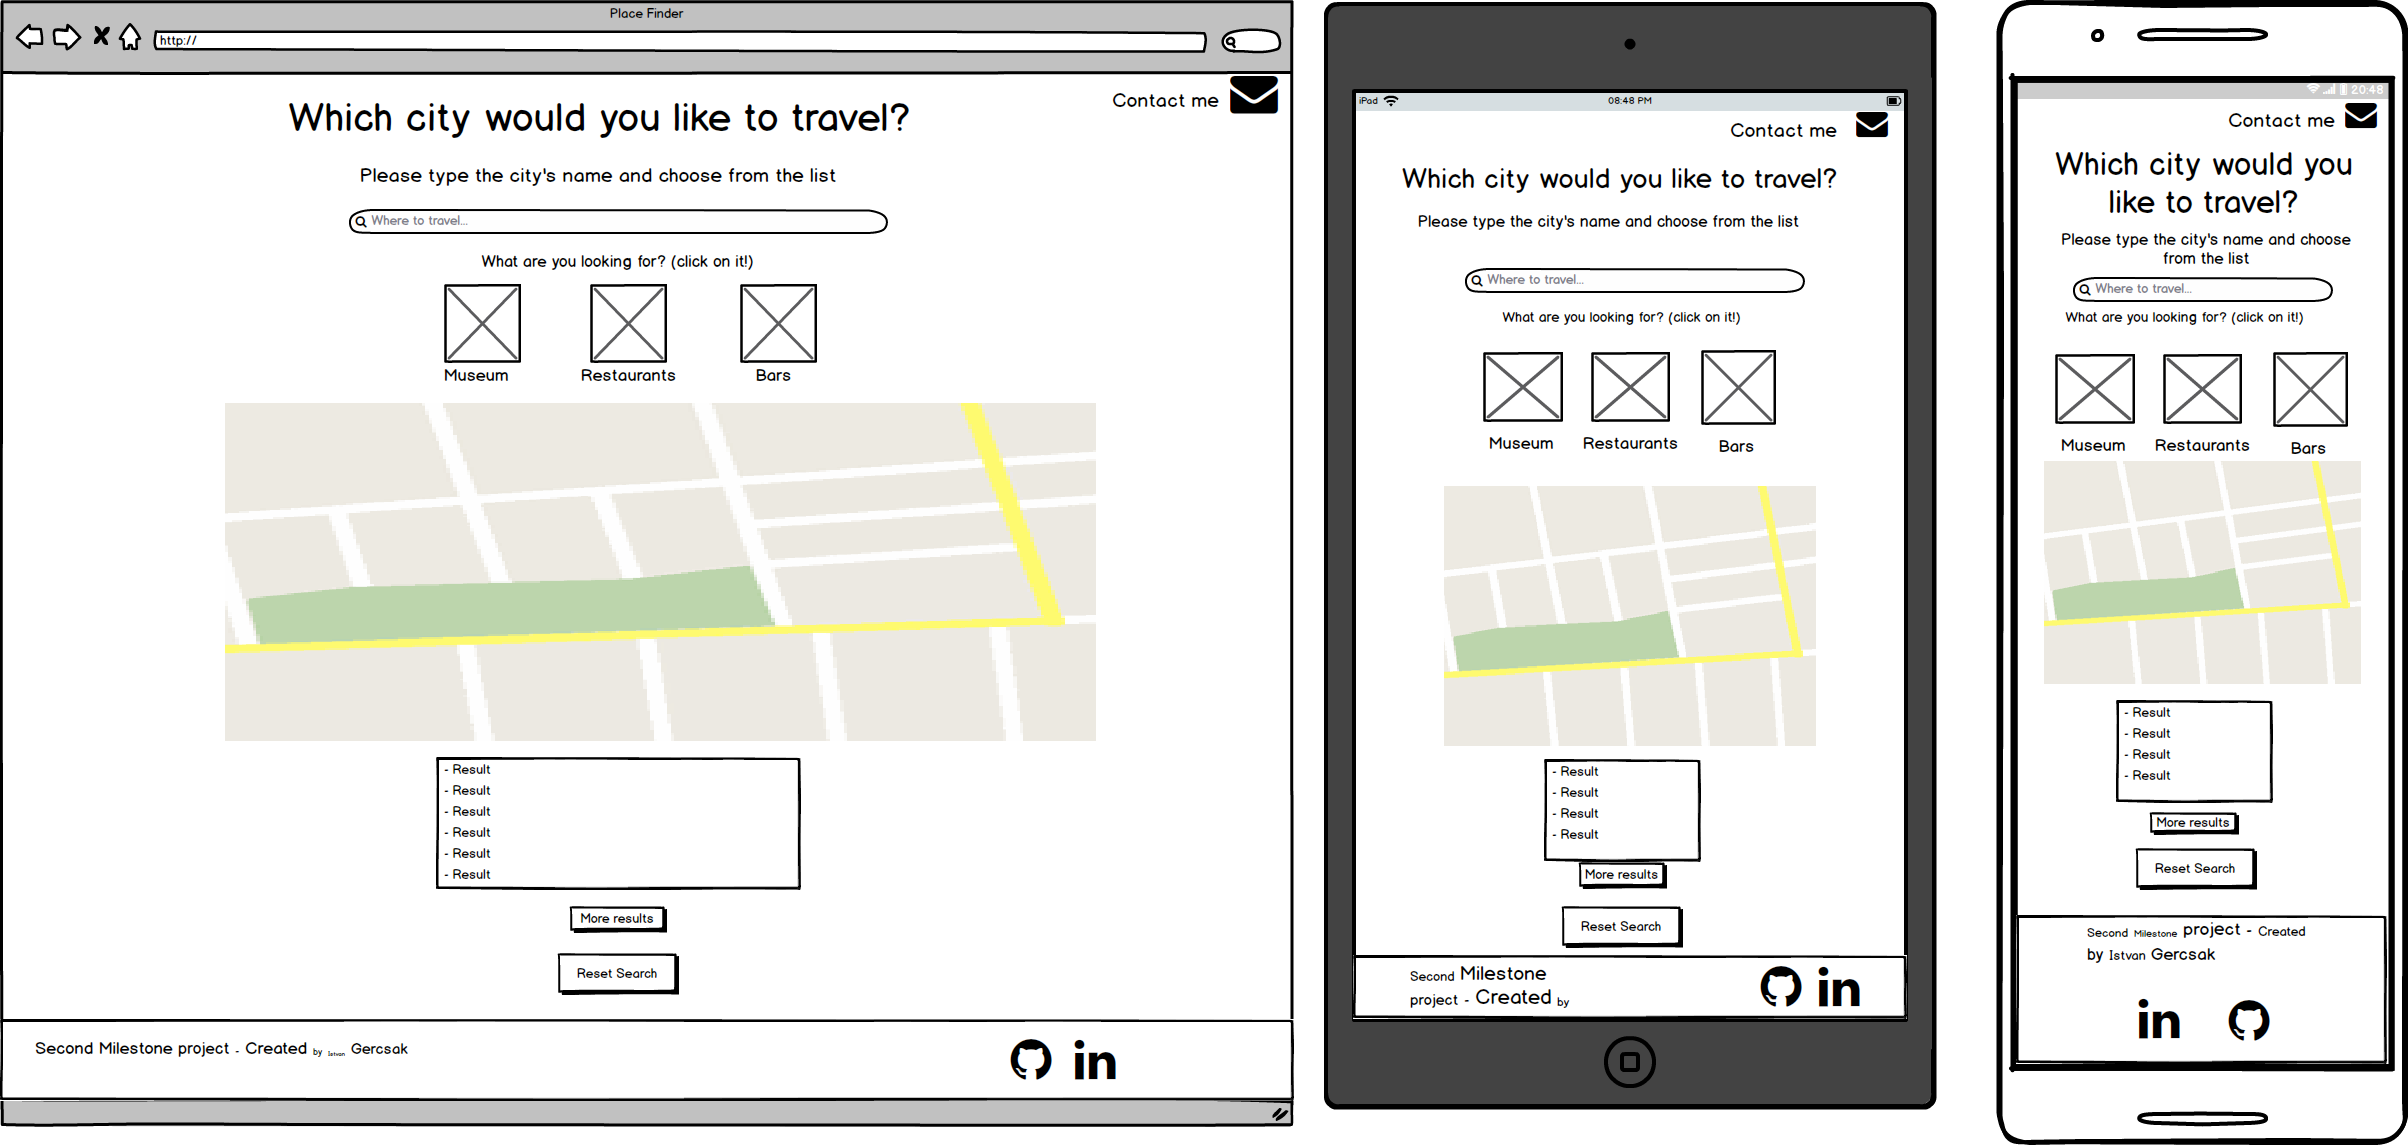 Place Finder
http://
Contact me
Which city would you like to travel?
Please type the city's name and choose from the list
Where to travel...
What are you looking for? (click on it!)
Museum
Restaurants
Bars
- Result
- Result
- Result
- Result
- Result
- Result
More results
Reset Search
Second Milestone project - Created by Istvan Gercsak
in
iPad
08:48 PM
Contact me
Which city would you like to travel?
Please type the city's name and choose from the list
Where to travel...
What are you looking for? (click on it!)
Museum
Restaurants
Bars
- Result
- Result
- Result
- Result
More results
Reset Search
Second Milestone
project - Created by
in
20:48
Contact me
Which city would you
like to travel?
Please type the city's name and choose
from the list
Where to travel...
What are you looking for? (click on it!)
Museum
Restaurants
Bars
- Result
- Result
- Result
- Result
More results
Reset Search
Second Milestone project - Created
by Istvan Gercsak
in